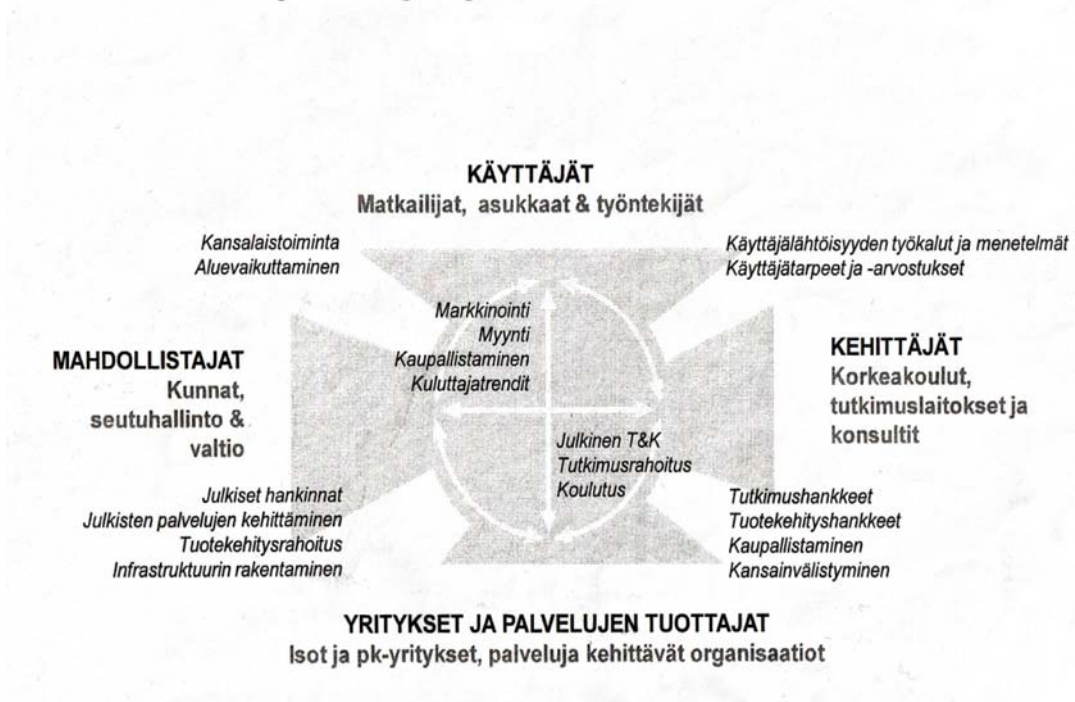 KÄYTTÄJÄT
Matkailijat, asukkaat & työntekijät
Kansalaistoiminta
Aluevaikuttaminen
Käyttäjälähtöisyyden työkalut ja menetelmät
Käyttäjätarpeet ja -arvostukset
Markkinointi
Myynti
Kaupallistaminen
Kuluttajatrendit
MAHDOLLISTAJAT
Kunnat,
seutuhallinto &
valtio
KEHITTÄJÄT
Korkeakoulut,
tutkimuslaitokset ja
konsultit
Julkinen T&K
Tutkimusrahoitus
Koulutus
Julkiset hankinnat
Julkisten palvelujen kehittäminen
Tuotekehitysrahoitus
Infrastruktuurin rakentaminen
Tutkimushankkeet
Tuotekehityshankkeet
Kaupallistaminen
Kansainvälistyminen
YRITYKSET JA PALVELUJEN TUOTTAJAT
Isot ja pk-yritykset, palveluja kehittävät organisaatiot